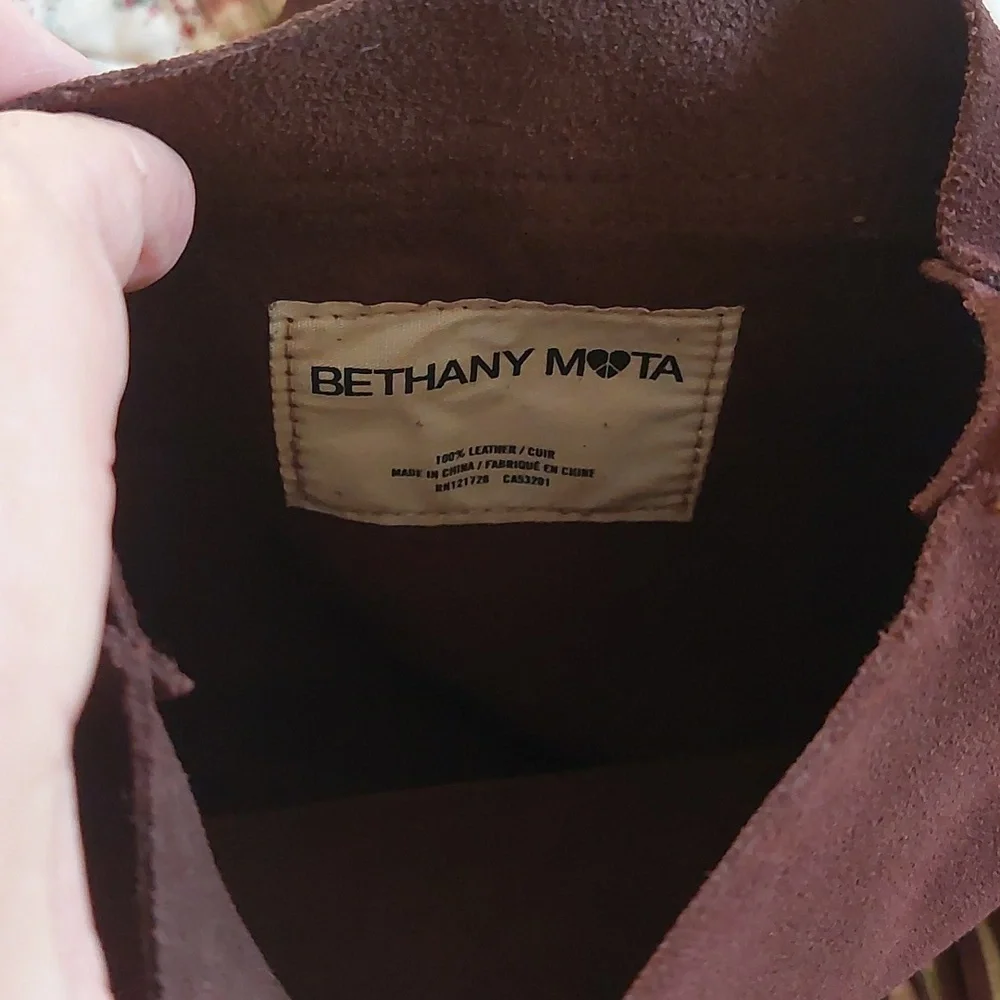 BETHANY MOTA
100% LEATHER / CUIR
MADE IN CHINA / FABRIQUÉ EN CHINE
RN121726 CA53201